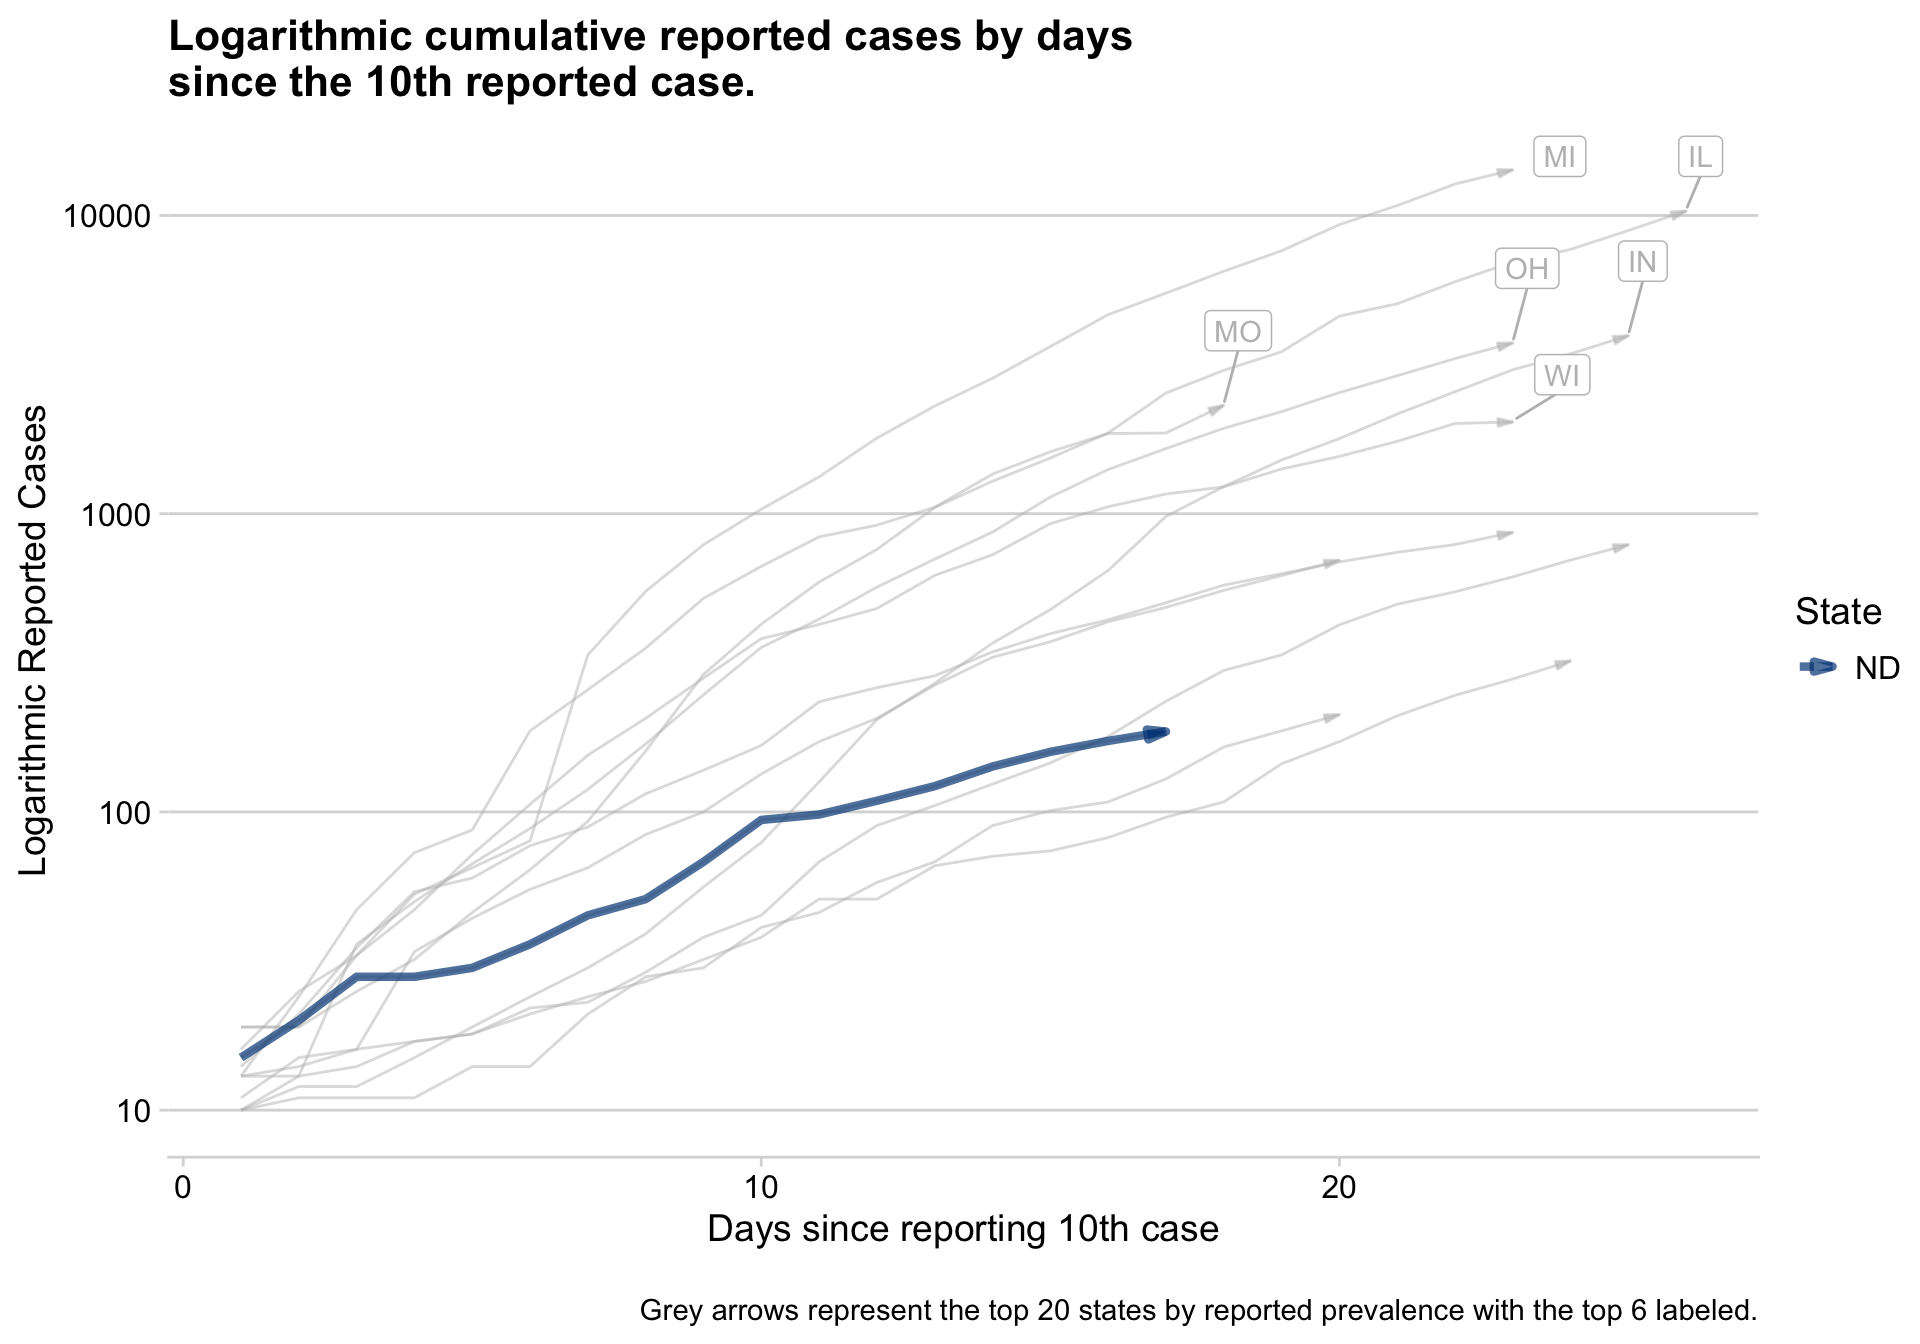 Logarithmic cumulative reported cases by days
since the 10th reported case.
MI
IL
10000
OH
IN
MO
WI
1000
Logarithmic Reported Cases
State
ND
100
10
0
10
20
Days since reporting 10th case
Grey arrows represent the top 20 states by reported prevalence with the top 6 labeled.